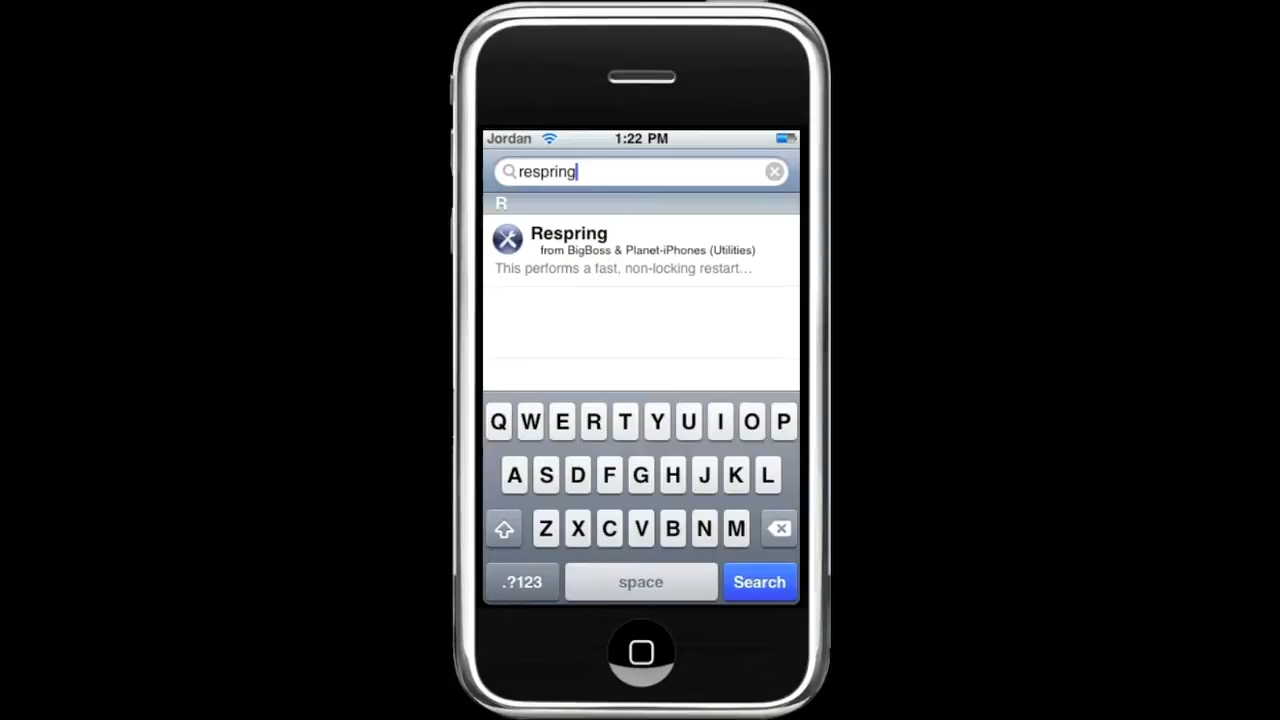 Jordan 1:22 PM
respring
R
Respring
from BigBoss & Planet-iPhones (Utilities)
This performs a fast, non-locking restart…
Q W E R T Y U I O P
A S D F G H J K L
Z X C V B N M
.?123 space Search